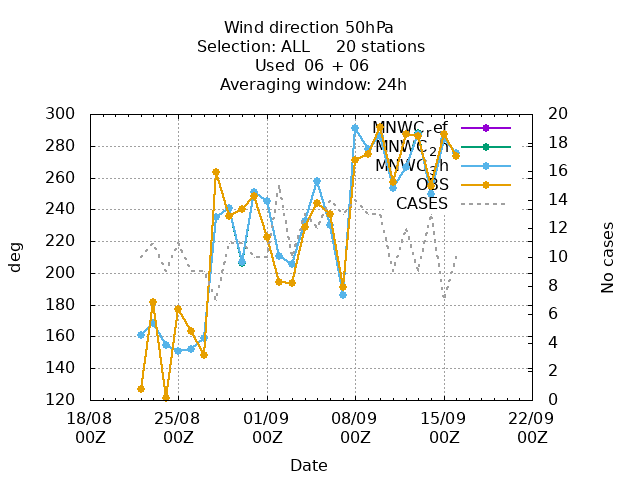 Wind direction 50hPa
Selection: ALL 20 stations
Used 06 + 06
Averaging window: 24h
300
280
260
240
220
200
180
160
140
120
20
18
16
14
12
10
8
6
4
2
0
deg
No cases
MNWC_ref
MNWC_2h
MNWC_3h
OBS
CASES
18/08 25/08 01/09 08/09 15/09 22/09
00Z 00Z 00Z 00Z 00Z 00Z
Date